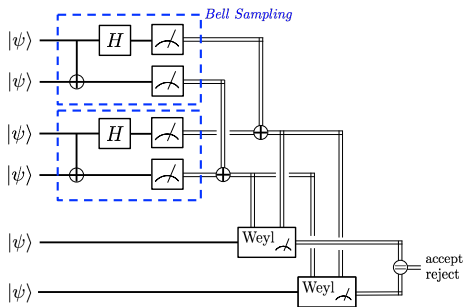 Bell Sampling
|ψ⟩
H
|ψ⟩
|ψ⟩
H
|ψ⟩
|ψ⟩
Weyl
accept
reject
|ψ⟩
Weyl